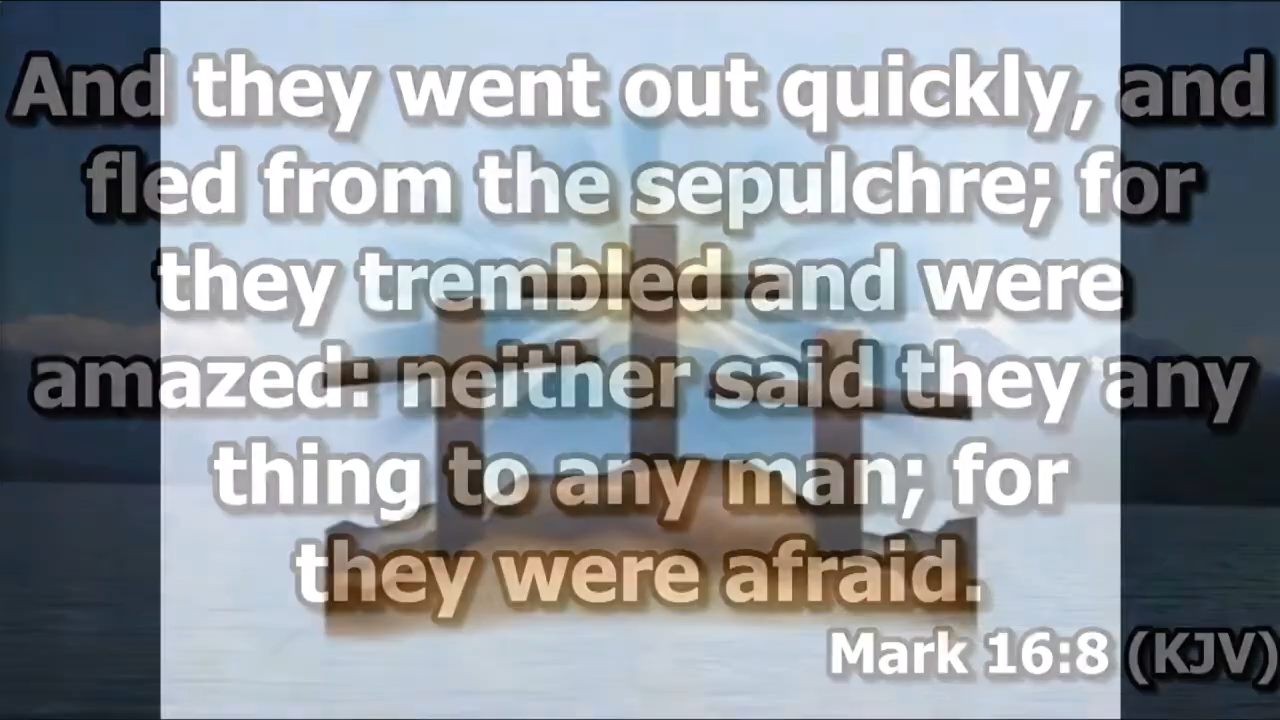 And they went out quickly, and
fled from the sepulchre; for
they trembled and were
amazed: neither said they any
thing to any man; for
they were afraid.
Mark 16:8 (KJV)